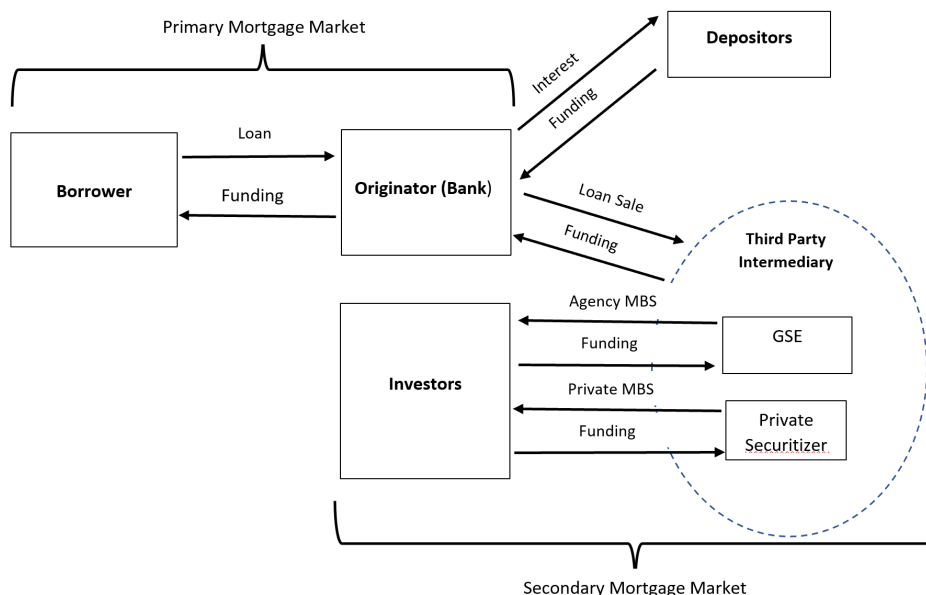 Primary Mortgage Market
Depositors
Interest
Funding
Loan
Borrower
Originator (Bank)
Funding
Loan Sale
Funding
Third Party
Intermediary
Agency MBS
GSE
Funding
Investors
Private MBS
Private
Securitizer
Funding
Secondary Mortgage Market